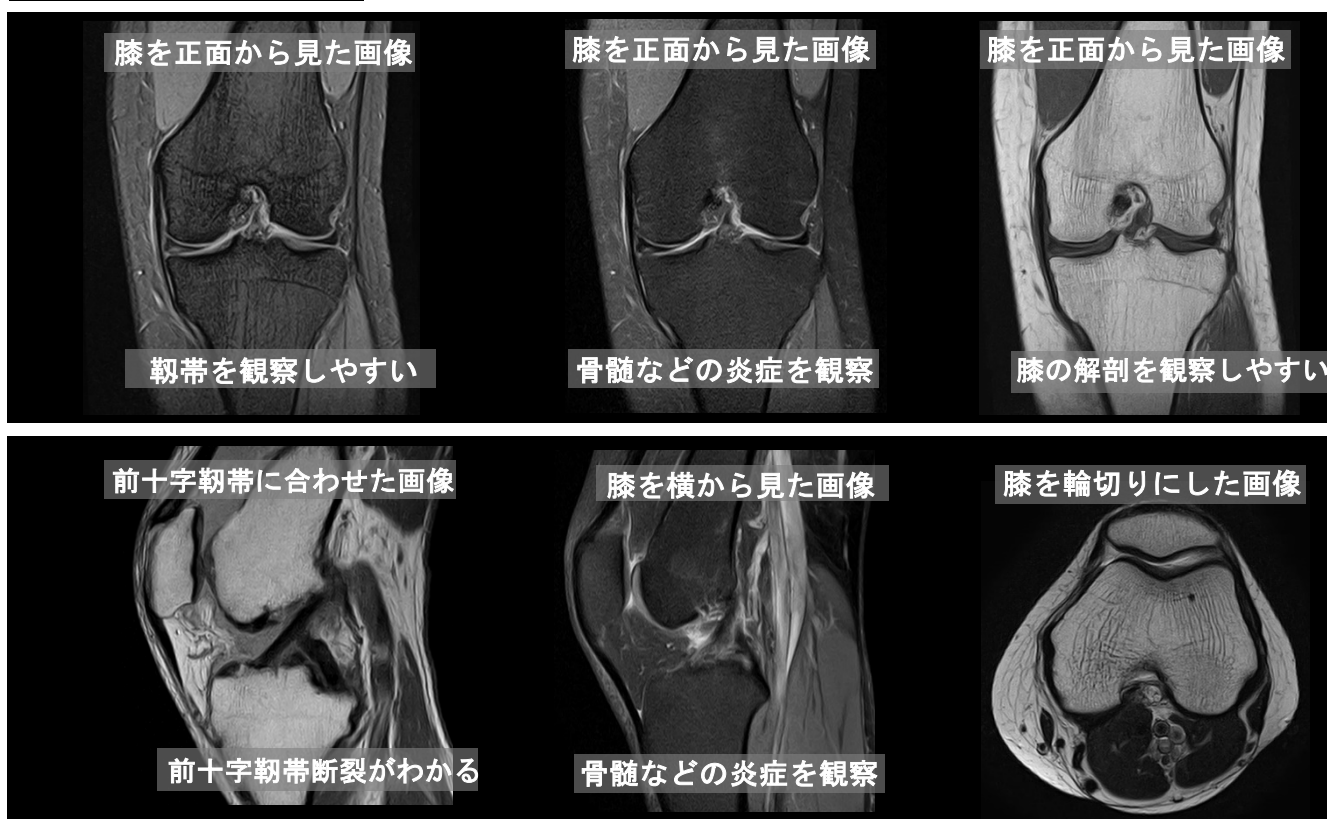 膝を正面から見た画像
膝を正面から見た画像
膝を正面から見た画像
靱帯を観察しやすい
骨髄などの炎症を観察
膝の解剖を観察しやすい
前十字靱帯に合わせた画像
膝を横から見た画像
膝を輪切りにした画像
前十字靱帯断裂がわかる
骨髄などの炎症を観察